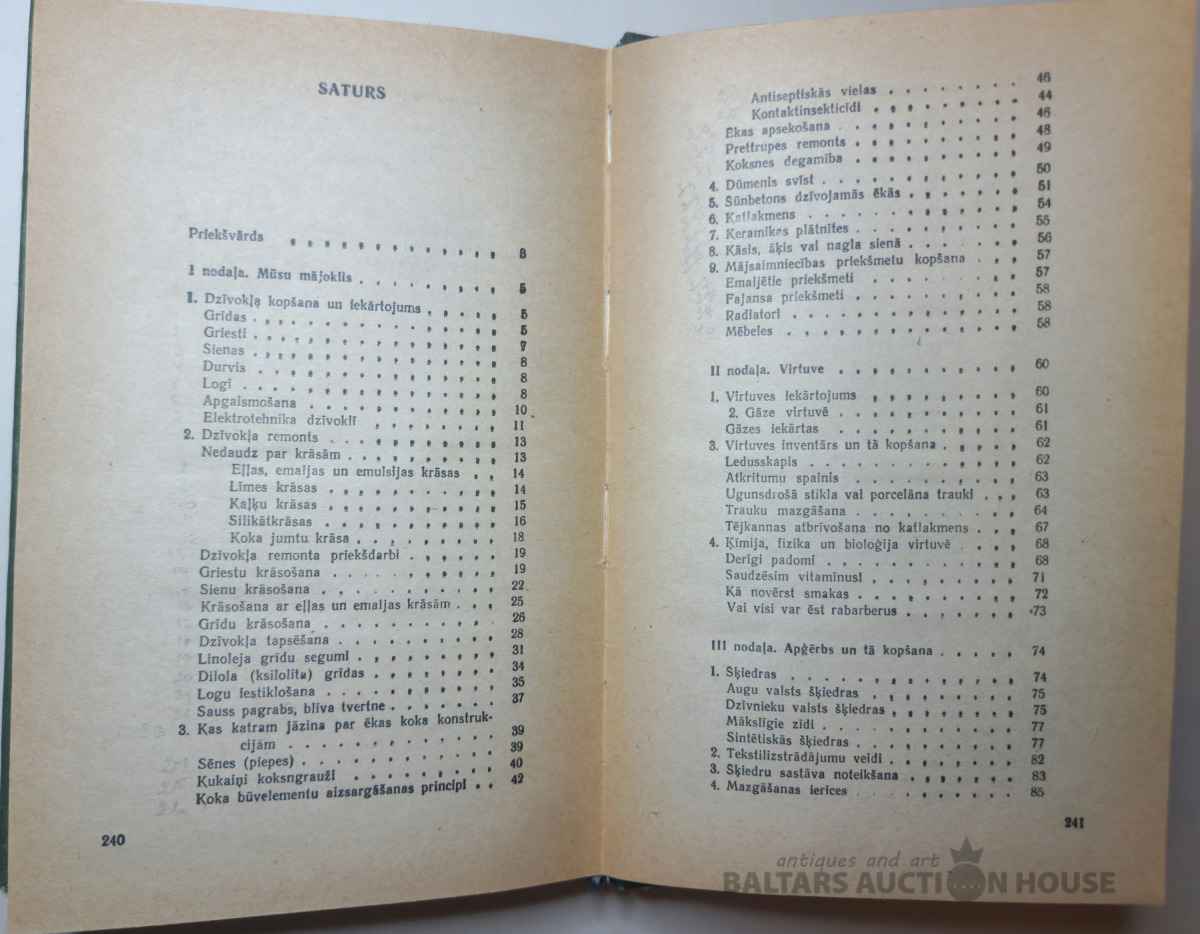 SATURS
Priekšvārds . . . . . . . . . . . . 3
I nodaļa. Mūsu mājoklis . . . . . . . . . 5
1. Dzīvokļa kopšana un iekārtojums . . . . . 5
Grīdas . . . . . . . . . . . . . . 5
Griesti . . . . . . . . . . . . . . 7
Sienas . . . . . . . . . . . . . . 8
Durvis . . . . . . . . . . . . . . 8
Logi . . . . . . . . . . . . . . 8
Apgaismošana . . . . . . . . . . . 10
Elektrotehnika dzīvoklī . . . . . . . . 11
2. Dzīvokļa remonts . . . . . . . . . . 13
Nedaudz par krāsām . . . . . . . . . 13
Eļļas, emaljas un emulsijas krāsas . . 14
Līmes krāsas . . . . . . . . . . . 14
Kaļķu krāsas . . . . . . . . . . . 15
Silikātkrāsas . . . . . . . . . . . 16
Koka jumtu krāsa . . . . . . . . . 18
Dzīvokļa remonta priekšdarbi . . . . . . 19
Griestu krāsošana . . . . . . . . . . 19
Sienu krāsošana . . . . . . . . . . 22
Krāsošana ar eļļas un emaljas krāsām . . . 25
Grīdu krāsošana . . . . . . . . . . 26
Dzīvokļa tapsēšana . . . . . . . . . 28
Linoleja grīdu segumi . . . . . . . . 31
Dilola (ksilolīta) grīdas . . . . . . . . 34
Logu iestiklošana . . . . . . . . . . 35
Sauss pagrabs, blīva tvertne . . . . . . 37
3. Kas katram jāzina par ēkas koka konstruk-
cijām . . . . . . . . . . . . 39
Sēnes (piepes) . . . . . . . . . . . 39
Kukaiņi koksngrauži . . . . . . . . . 40
Koka būvelementu aizsargāšanas principi . . 42
240
Antiseptiskās vielas . . . . . . . . 46
Kontaktinsekticīdi . . . . . . . . . 44
Ēkas apsekošana . . . . . . . . . . 46
Prettrupes remonts . . . . . . . . . 48
Koksnes degamība . . . . . . . . . 49
4. Dūmenis svīst . . . . . . . . . . . 50
5. Sūnbetons dzīvojamās ēkās . . . . . . 51
6. Katlakmens . . . . . . . . . . . . 54
7. Keramikas plātnītes . . . . . . . . . 55
8. Kāsis, āķis vai nagla sienā . . . . . . 56
9. Mājsaimniecības priekšmetu kopšana . . . 57
Emaljētie priekšmeti . . . . . . . . . 57
Fajansa priekšmeti . . . . . . . . . 58
Radiatori . . . . . . . . . . . . . 58
Mēbeles . . . . . . . . . . . . . 58
II nodaļa. Virtuve . . . . . . . . . . 60
1. Virtuves iekārtojums . . . . . . . . . 60
2. Gāze virtuvē . . . . . . . . . . . 61
Gāzes iekārtas . . . . . . . . . . . 61
3. Virtuves inventārs un tā kopšana . . . . . 62
Ledusskapis . . . . . . . . . . . . 62
Atkritumu spainis . . . . . . . . . . 63
Ugunsdrošā stikla vai porcelāna trauki . . . 63
Trauku mazgāšana . . . . . . . . . . 64
Tējkannas atbrīvošana no katlakmens . . . 67
4. Ķīmija, fizika un bioloģija virtuvē . . . . 68
Derīgi padomi . . . . . . . . . . . 68
Saudzēsim vitamīnus! . . . . . . . . 71
Kā novērst smakas . . . . . . . . . 72
Vai visi var ēst rabarberus . . . . . . . 73
III nodaļa. Apģērbs un tā kopšana . . . . . 74
1. Šķiedras . . . . . . . . . . . . . 74
Augu valsts šķiedras . . . . . . . . . 75
Dzīvnieku valsts šķiedras . . . . . . . 75
Mākslīgie zīdi . . . . . . . . . . . 77
Sintētiskās šķiedras . . . . . . . . . 77
2. Tekstilizstrādājumu veidi . . . . . . . 82
3. Šķiedru sastāva noteikšana . . . . . . 83
4. Mazgāšanas ierīces . . . . . . . . . 85
241
antiques and art
BALTARS AUCTION HOUSE